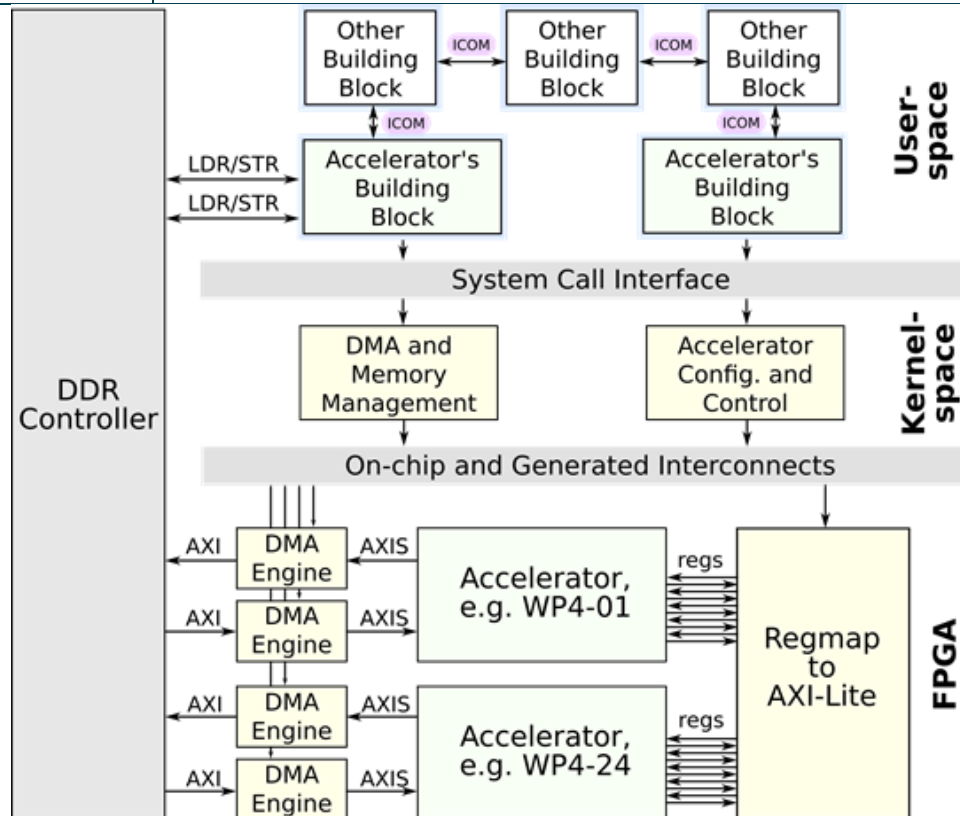 Other
Building
Block
ICOM
Other
Building
Block
ICOM
Other
Building
Block
ICOM
ICOM
User-
space
LDR/STR
LDR/STR
Accelerator's
Building
Block
Accelerator's
Building
Block
System Call Interface
DMA and
Memory
Management
Accelerator
Config. and
Control
Kernel-
space
DDR
Controller
On-chip and Generated Interconnects
AXI
DMA
Engine
AXIS
AXI
DMA
Engine
AXIS
Accelerator,
e.g. WP4-01
regs
Regmap
to
AXI-Lite
FPGA
AXI
DMA
Engine
AXIS
AXI
DMA
Engine
AXIS
Accelerator,
e.g. WP4-24
regs